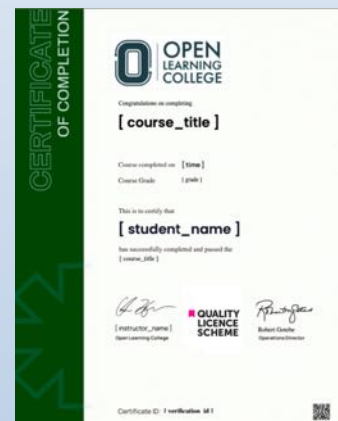 CERTIFICATE
OF COMPLETION
OPEN
LEARNING
COLLEGE
Congratulations on completing
[ course_title ]
Course completed on [ time ]
Course Grade [ grade ]
This is to certify that
[ student_name ]
has successfully completed and passed the
[ course_title ]
[ instructor_name ]
Open Learning College
QUALITY
LICENCE
SCHEME
Robert Gotobe
Operations Director
Certificate ID [ verification_id ]